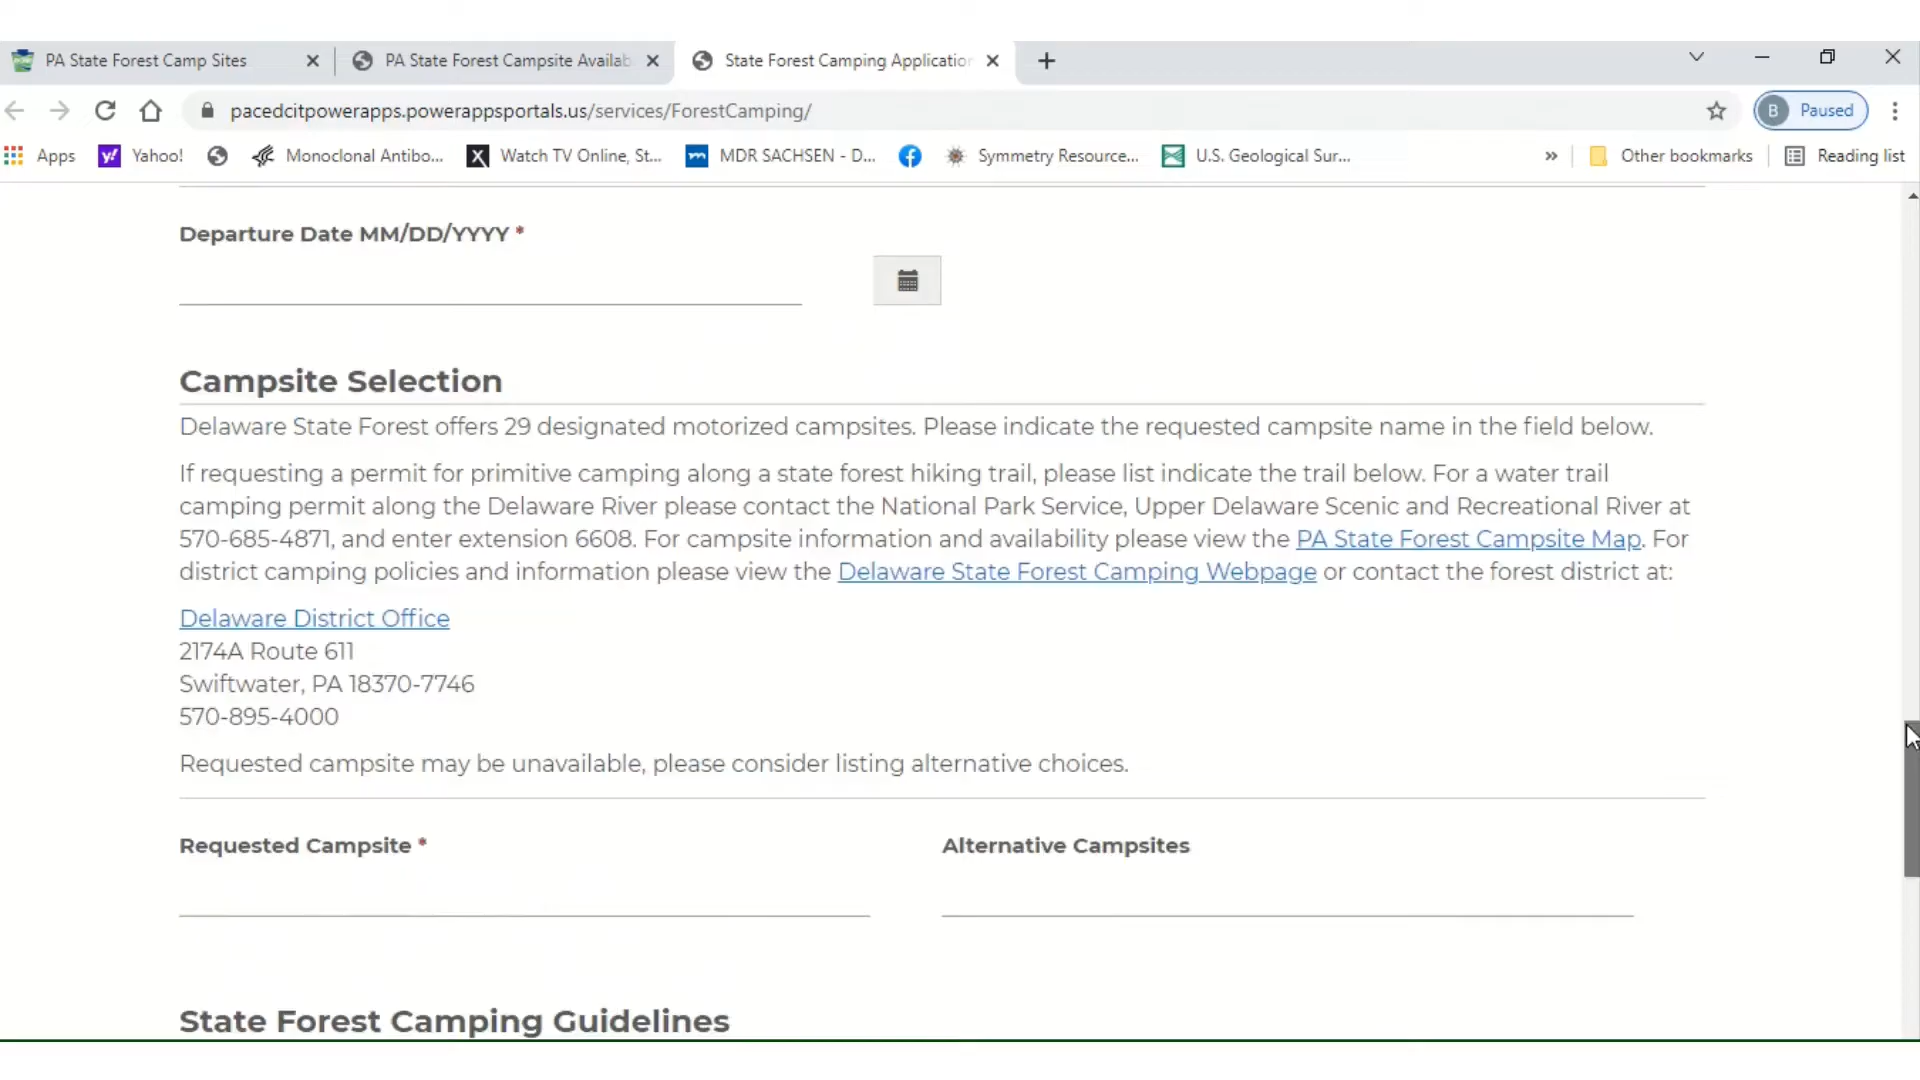 PA State Forest Camp Sites
PA State Forest Campsite Availab
State Forest Camping Application
pacedcitpowerapps.powerappsportals.us/services/ForestCamping/
B Paused
Apps
Yahoo!
Monoclonal Antibo...
Watch TV Online, St...
MDR SACHSEN - D...
Symmetry Resource...
U.S. Geological Sur...
»
Other bookmarks
Reading list
Departure Date MM/DD/YYYY *
Campsite Selection
Delaware State Forest offers 29 designated motorized campsites. Please indicate the requested campsite name in the field below.
If requesting a permit for primitive camping along a state forest hiking trail, please list indicate the trail below. For a water trail
camping permit along the Delaware River please contact the National Park Service, Upper Delaware Scenic and Recreational River at
570-685-4871, and enter extension 6608. For campsite information and availability please view the PA State Forest Campsite Map. For
district camping policies and information please view the Delaware State Forest Camping Webpage or contact the forest district at:
Delaware District Office
2174A Route 611
Swiftwater, PA 18370-7746
570-895-4000
Requested campsite may be unavailable, please consider listing alternative choices.
Requested Campsite *
Alternative Campsites
State Forest Camping Guidelines